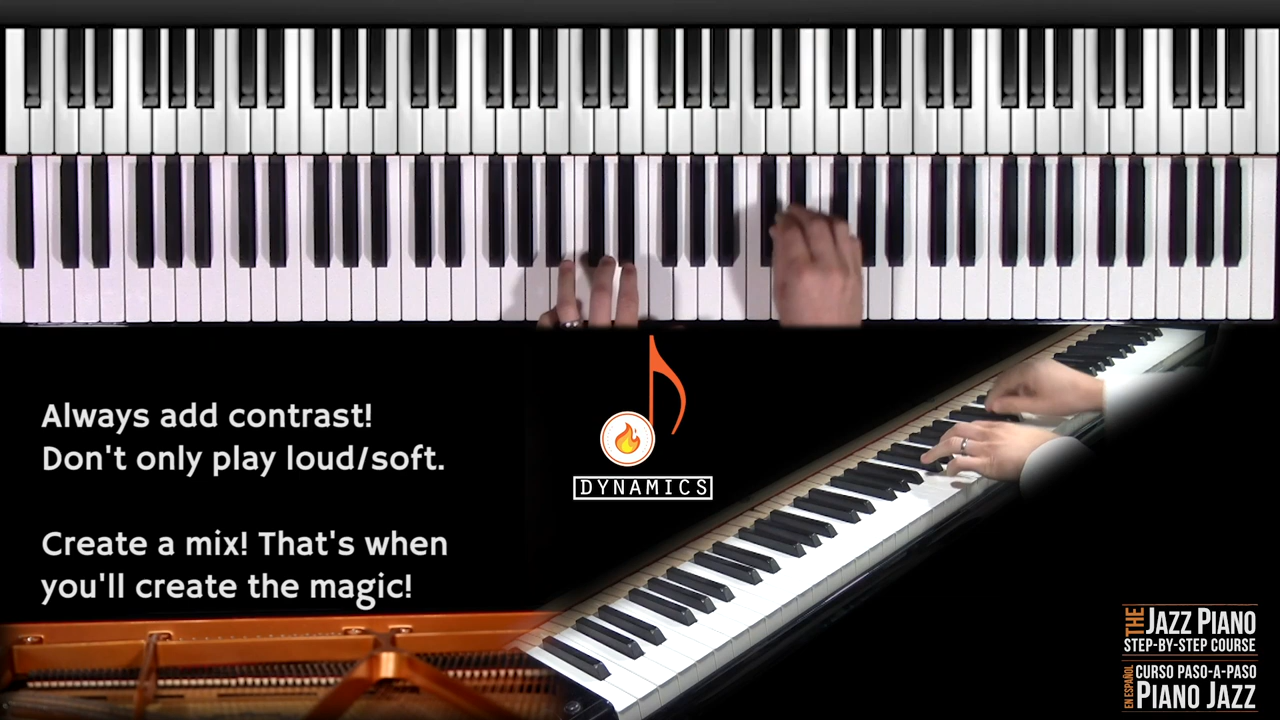 Always add contrast!
Don't only play loud/soft.
Create a mix! That's when
you'll create the magic!
DYNAMICS
THE JAZZ PIANO
STEP-BY-STEP COURSE
EN ESPAÑOL CURSO PASO-A-PASO
PIANO JAZZ